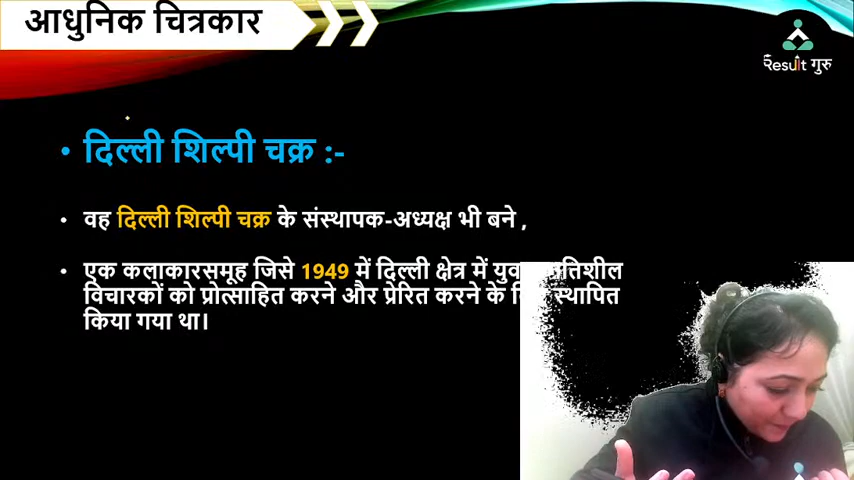 आधुनिक चित्रकार
Result गुरु
दिल्ली शिल्पी चक्र :-
वह दिल्ली शिल्पी चक्र के संस्थापक-अध्यक्ष भी बने ,
एक कलाकारसमूह जिसे 1949 में दिल्ली क्षेत्र में
विचारकों को प्रोत्साहित करने और प्रेरित करने के स्थापित
किया गया था।